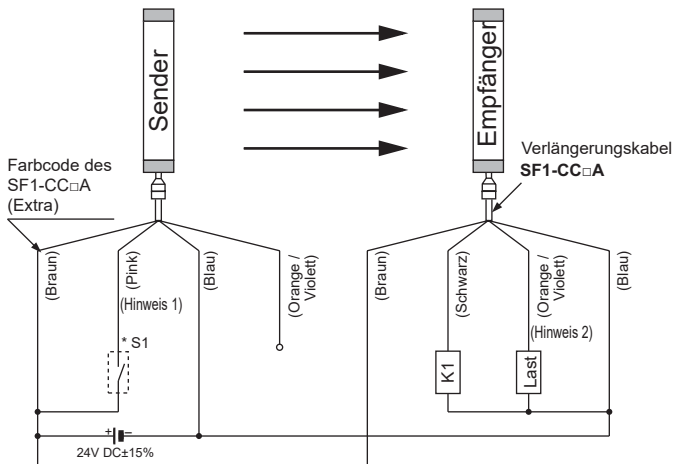 Sender
Empfänger
Farbcode des
SF1-CC□A
(Extra)
Verlängerungskabel
SF1-CC□A
(Braun)
(Pink)
(Blau)
(Orange /
Violett)
(Braun)
(Schwarz)
(Orange /
Violett)
(Blau)
(Hinweis 1)
(Hinweis 2)
* S1
K1
Last
+ −
24V DC±15%